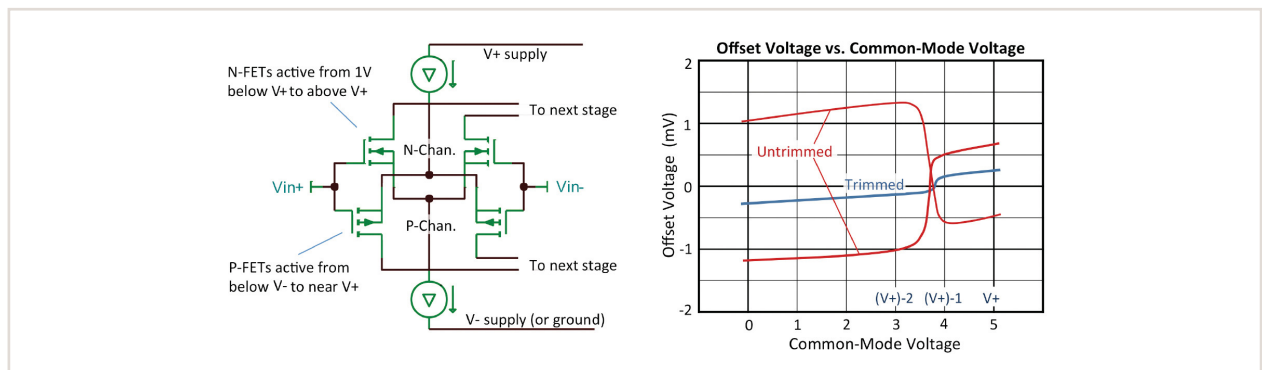 V+ supply
N-FETs active from 1V
below V+ to above V+
To next stage
N-Chan.
Vin+
Vin-
P-Chan.
P-FETs active from
below V- to near V+
To next stage
V- supply (or ground)
Offset Voltage vs. Common-Mode Voltage
Offset Voltage (mV)
2
1
0
-1
-2
Untrimmed
Trimmed
(V+)-2 (V+)-1 V+
0 1 2 3 4 5
Common-Mode Voltage